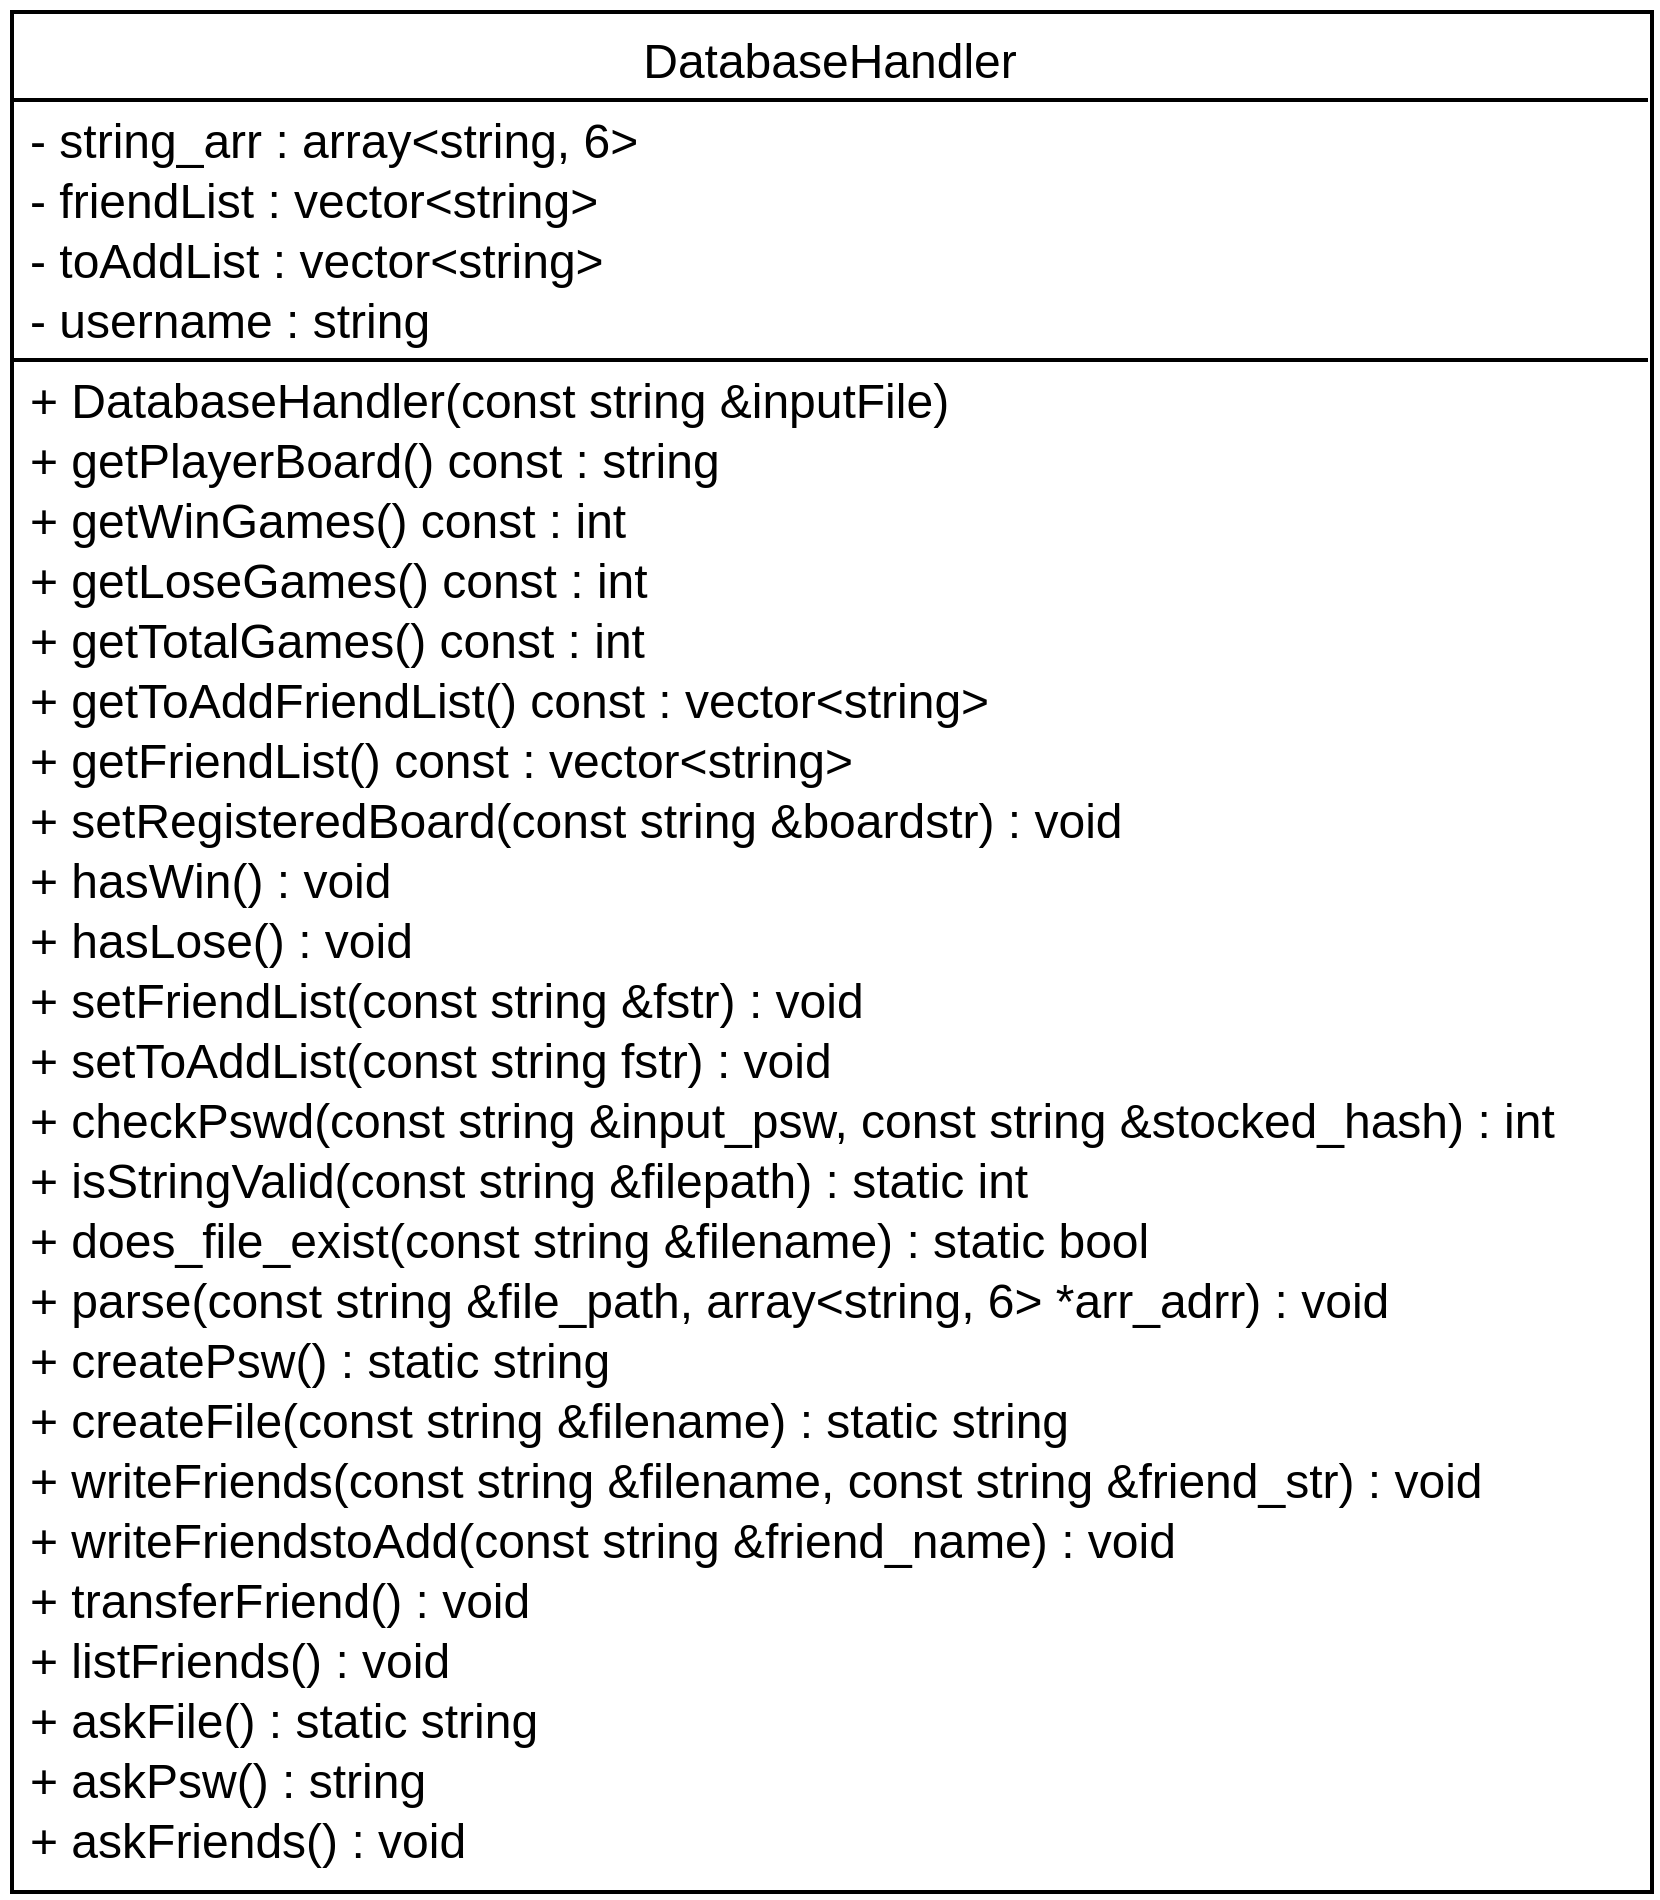 DatabaseHandler
- string_arr : array<string, 6>
- friendList : vector<string>
- toAddList : vector<string>
- username : string
+ DatabaseHandler(const string &inputFile)
+ getPlayerBoard() const : string
+ getWinGames() const : int
+ getLoseGames() const : int
+ getTotalGames() const : int
+ getToAddFriendList() const : vector<string>
+ getFriendList() const : vector<string>
+ setRegisteredBoard(const string &boardstr) : void
+ hasWin() : void
+ hasLose() : void
+ setFriendList(const string &fstr) : void
+ setToAddList(const string fstr) : void
+ checkPswd(const string &input_psw, const string &stocked_hash) : int
+ isStringValid(const string &filepath) : static int
+ does_file_exist(const string &filename) : static bool
+ parse(const string &file_path, array<string, 6> *arr_adrr) : void
+ createPsw() : static string
+ createFile(const string &filename) : static string
+ writeFriends(const string &filename, const string &friend_str) : void
+ writeFriendstoAdd(const string &friend_name) : void
+ transferFriend() : void
+ listFriends() : void
+ askFile() : static string
+ askPsw() : string
+ askFriends() : void